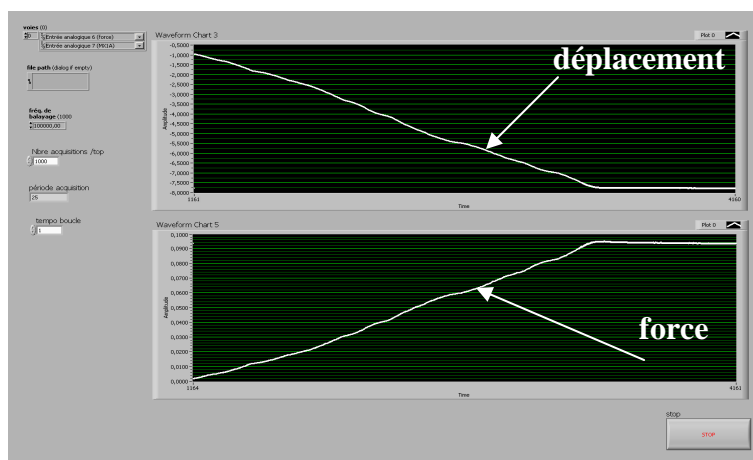 voies (0)
0
Entrée analogique 6 (force)
Entrée analogique 7 (MX1A)
file path (dialog if empty)
fréq. de
balayage (1000
100000,00
Nbre acquisitions /top
1000
période acquisition
25
tempo boucle
1
Waveform Chart 3
Plot 0
-0,5000
-1,0000
-1,5000
-2,0000
-2,5000
-3,0000
-3,5000
-4,0000
-4,5000
-5,0000
-5,5000
-6,0000
-6,5000
-7,0000
-7,5000
-8,0000
Amplitude
1161
4160
Time
déplacement
Waveform Chart 5
Plot 0
0,1000
0,0900
0,0800
0,0700
0,0600
0,0500
0,0400
0,0300
0,0200
0,0100
0,0000
Amplitude
1164
4161
Time
force
stop
STOP